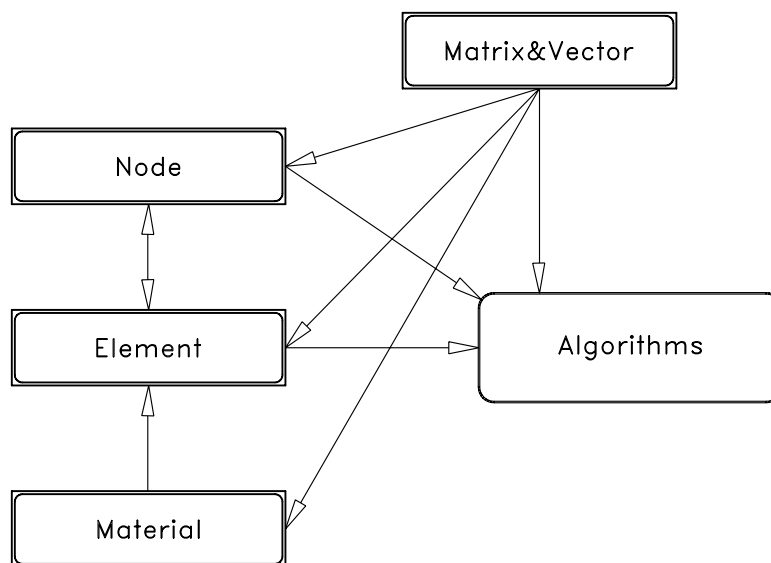 Matrix&Vector
Node
Element
Algorithms
Material